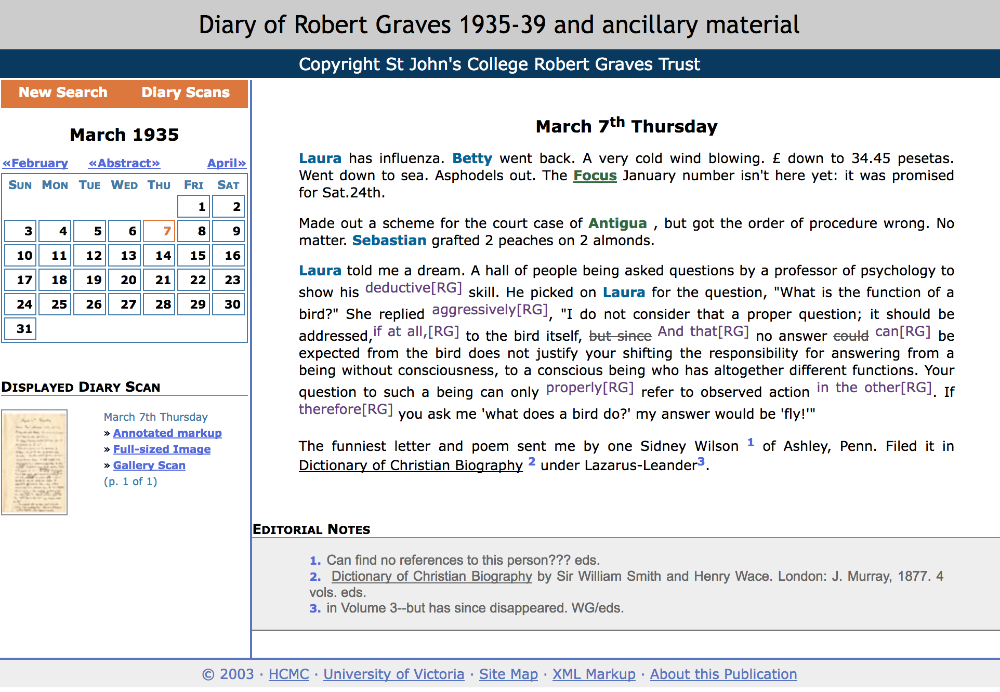 Diary of Robert Graves 1935-39 and ancillary material
Copyright St John's College Robert Graves Trust
New Search Diary Scans
March 1935
«February «Abstract» April»
SUN MON TUE WED THU FRI SAT
1 2
3 4 5 6 7 8 9
10 11 12 13 14 15 16
17 18 19 20 21 22 23
24 25 26 27 28 29 30
31
DISPLAYED DIARY SCAN
March 7th Thursday
» Annotated markup
» Full-sized Image
» Gallery Scan
(p. 1 of 1)
March 7th Thursday
Laura has influenza. Betty went back. A very cold wind blowing. £ down to 34.45 pesetas.
Went down to sea. Asphodels out. The Focus January number isn't here yet: it was promised
for Sat.24th.
Made out a scheme for the court case of Antigua , but got the order of procedure wrong. No
matter. Sebastian grafted 2 peaches on 2 almonds.
Laura told me a dream. A hall of people being asked questions by a professor of psychology to
show his deductive[RG] skill. He picked on Laura for the question, "What is the function of a
bird?" She replied aggressively[RG], "I do not consider that a proper question; it should be
addressed,if at all,[RG] to the bird itself, but since And that[RG] no answer could can[RG] be
expected from the bird does not justify your shifting the responsibility for answering from a
being without consciousness, to a conscious being who has altogether different functions. Your
question to such a being can only properly[RG] refer to observed action in the other[RG]. If
therefore[RG] you ask me 'what does a bird do?' my answer would be 'fly!'"
The funniest letter and poem sent me by one Sidney Wilson 1 of Ashley, Penn. Filed it in
Dictionary of Christian Biography 2 under Lazarus-Leander3.
EDITORIAL NOTES
1. Can find no references to this person??? eds.
2. Dictionary of Christian Biography by Sir William Smith and Henry Wace. London: J. Murray, 1877. 4
vols. eds.
3. in Volume 3--but has since disappeared. WG/eds.
© 2003 · HCMC · University of Victoria · Site Map · XML Markup · About this Publication